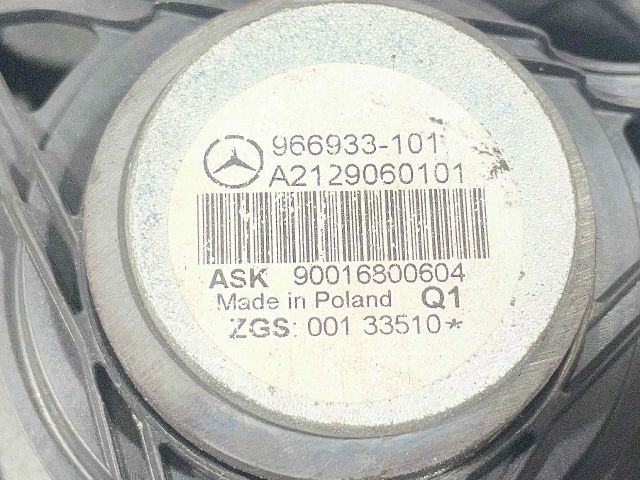 966933-101
A2129060101
ASK 90016800604
Made in Poland Q1
ZGS: 001 33510*